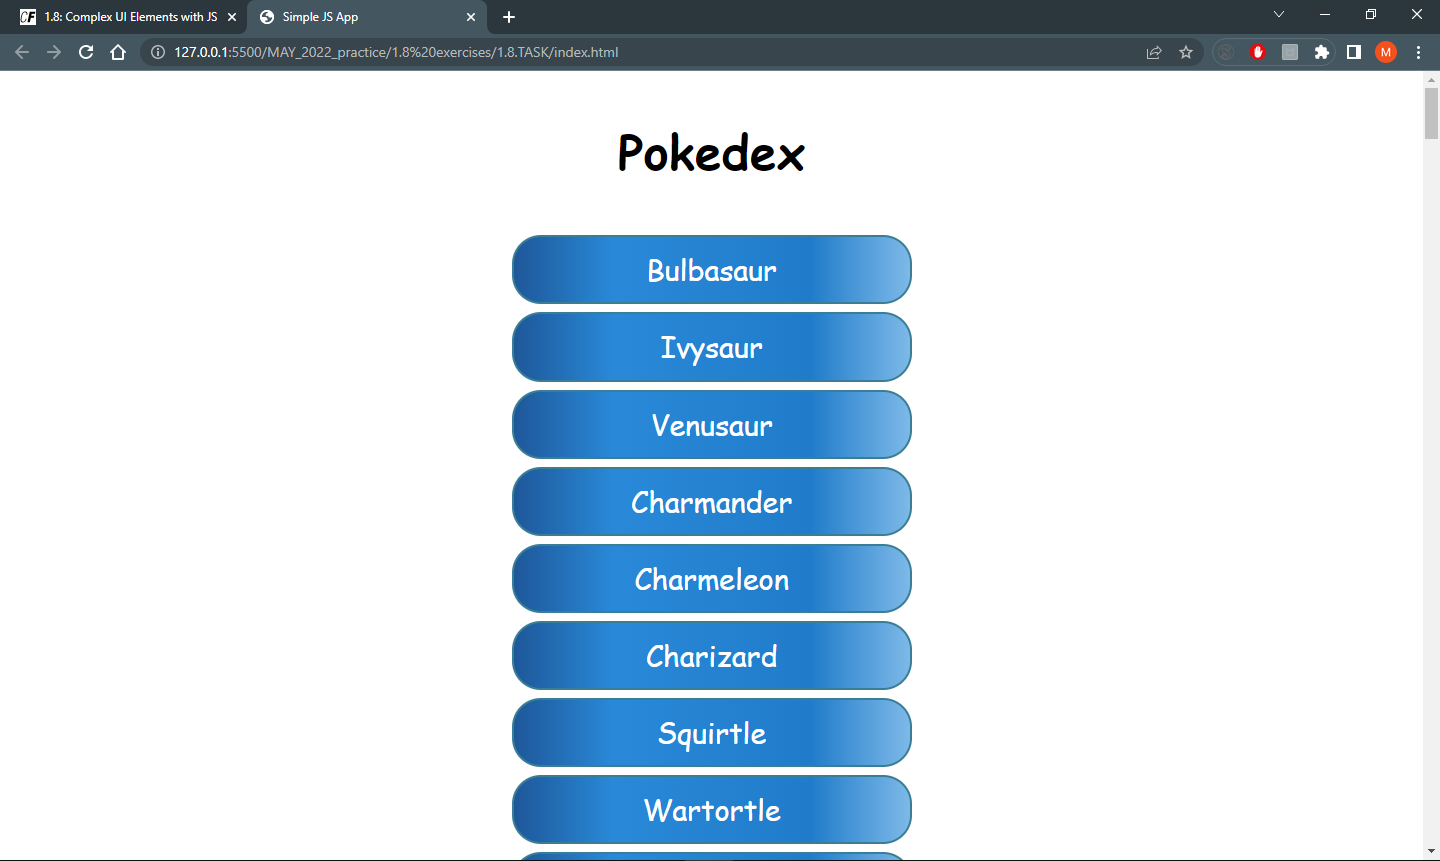 CF 1.8: Complex UI Elements with JS
Simple JS App
127.0.0.1:5500/MAY_2022_practice/1.8%20exercises/1.8.TASK/index.html
M
Pokedex
Bulbasaur
Ivysaur
Venusaur
Charmander
Charmeleon
Charizard
Squirtle
Wartortle